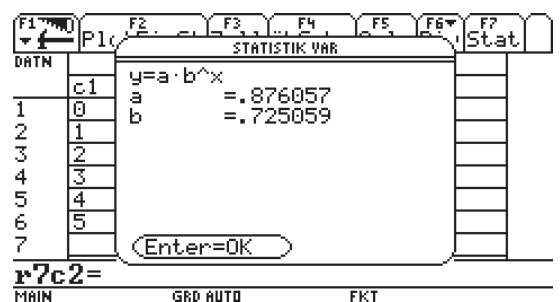 F1 F2 F3 F4 F5 F6 F7
Stat
STATISTIK VAR
DATN
y=a·b^x
a =.876057
b =.725059
c1
1 0
2 1
3 2
4 3
5 4
6 5
7
Enter=OK
r7c2=
MAIN GRD AUTO FKT